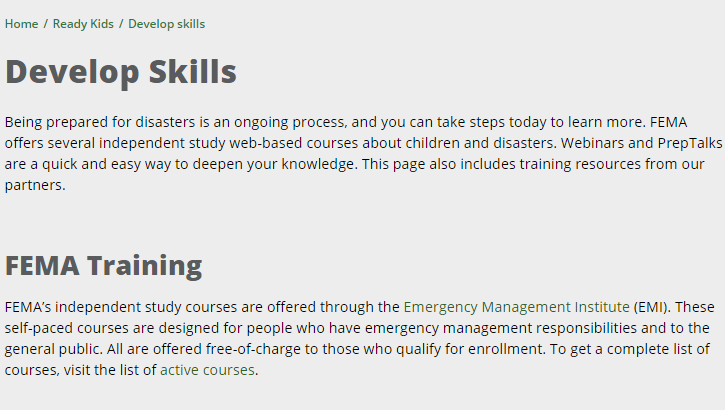 Home / Ready Kids / Develop skills
Develop Skills
Being prepared for disasters is an ongoing process, and you can take steps today to learn more. FEMA
offers several independent study web-based courses about children and disasters. Webinars and PrepTalks
are a quick and easy way to deepen your knowledge. This page also includes training resources from our
partners.
FEMA Training
FEMA’s independent study courses are offered through the Emergency Management Institute (EMI). These
self-paced courses are designed for people who have emergency management responsibilities and to the
general public. All are offered free-of-charge to those who qualify for enrollment. To get a complete list of
courses, visit the list of active courses.